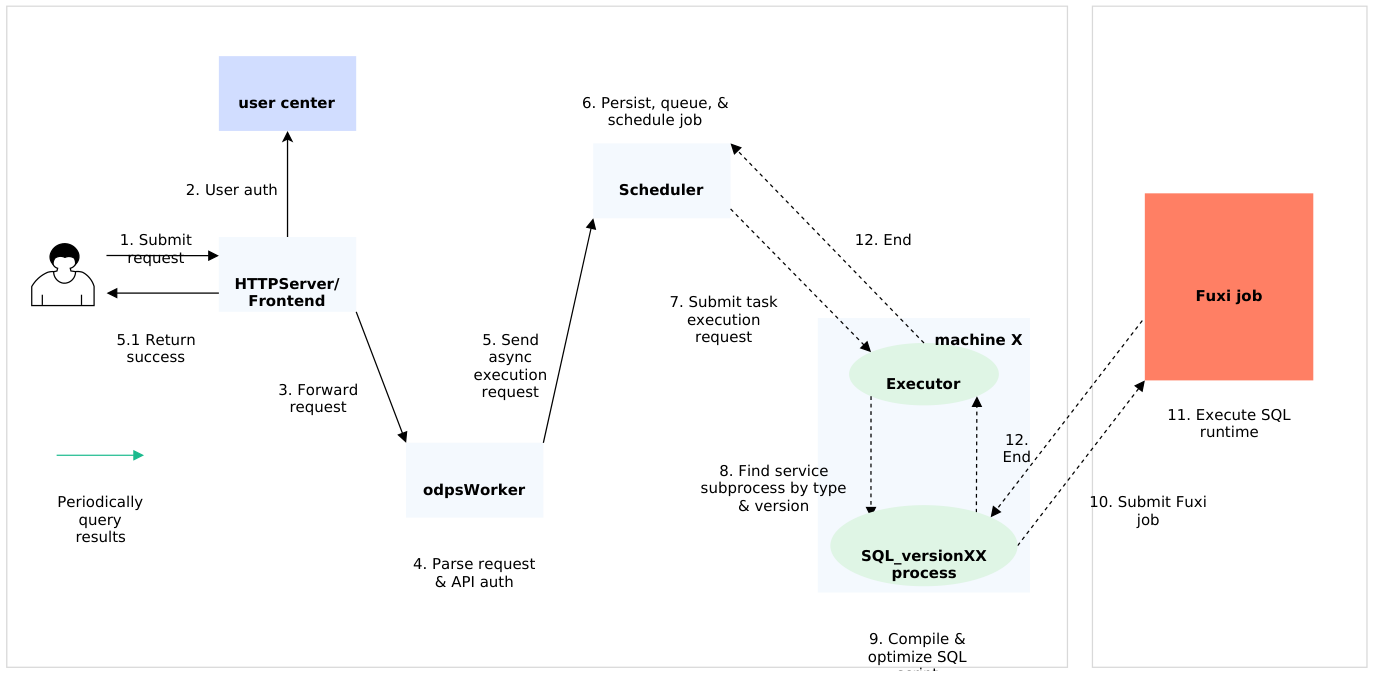 user center
2. User auth
1. Submit
request
HTTPServer/
Frontend
5.1 Return
success
3. Forward
request
Periodically
query
results
odpsWorker
4. Parse request
& API auth
5. Send
async
execution
request
6. Persist, queue, &
schedule job
Scheduler
7. Submit task
execution
request
12. End
machine X
Executor
8. Find service
subprocess by type
& version
12.
End
SQL_versionXX
process
9. Compile &
optimize SQL
10. Submit Fuxi
job
Fuxi job
11. Execute SQL
runtime